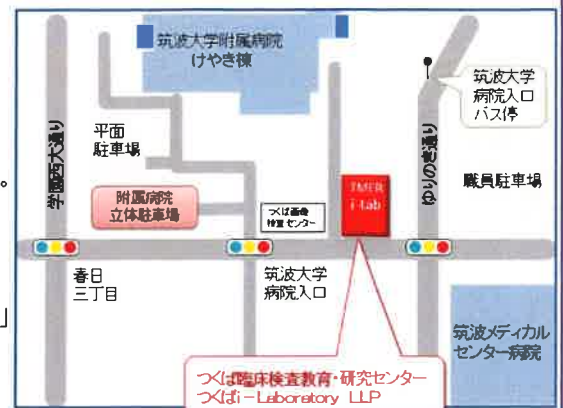 筑波大学附属病院
けやき棟
筑波大学
病院入口
バス停
学園西大通り
平面
駐車場
ゆりのき通り
職員駐車場
附属病院
立体駐車場
つくば画像
検査センター
i-Lab
春日
三丁目
筑波大学
病院入口
筑波メディカル
センター病院
つくば臨床検査教育・研究センター
つくばi-Laboratory LLP
。
」